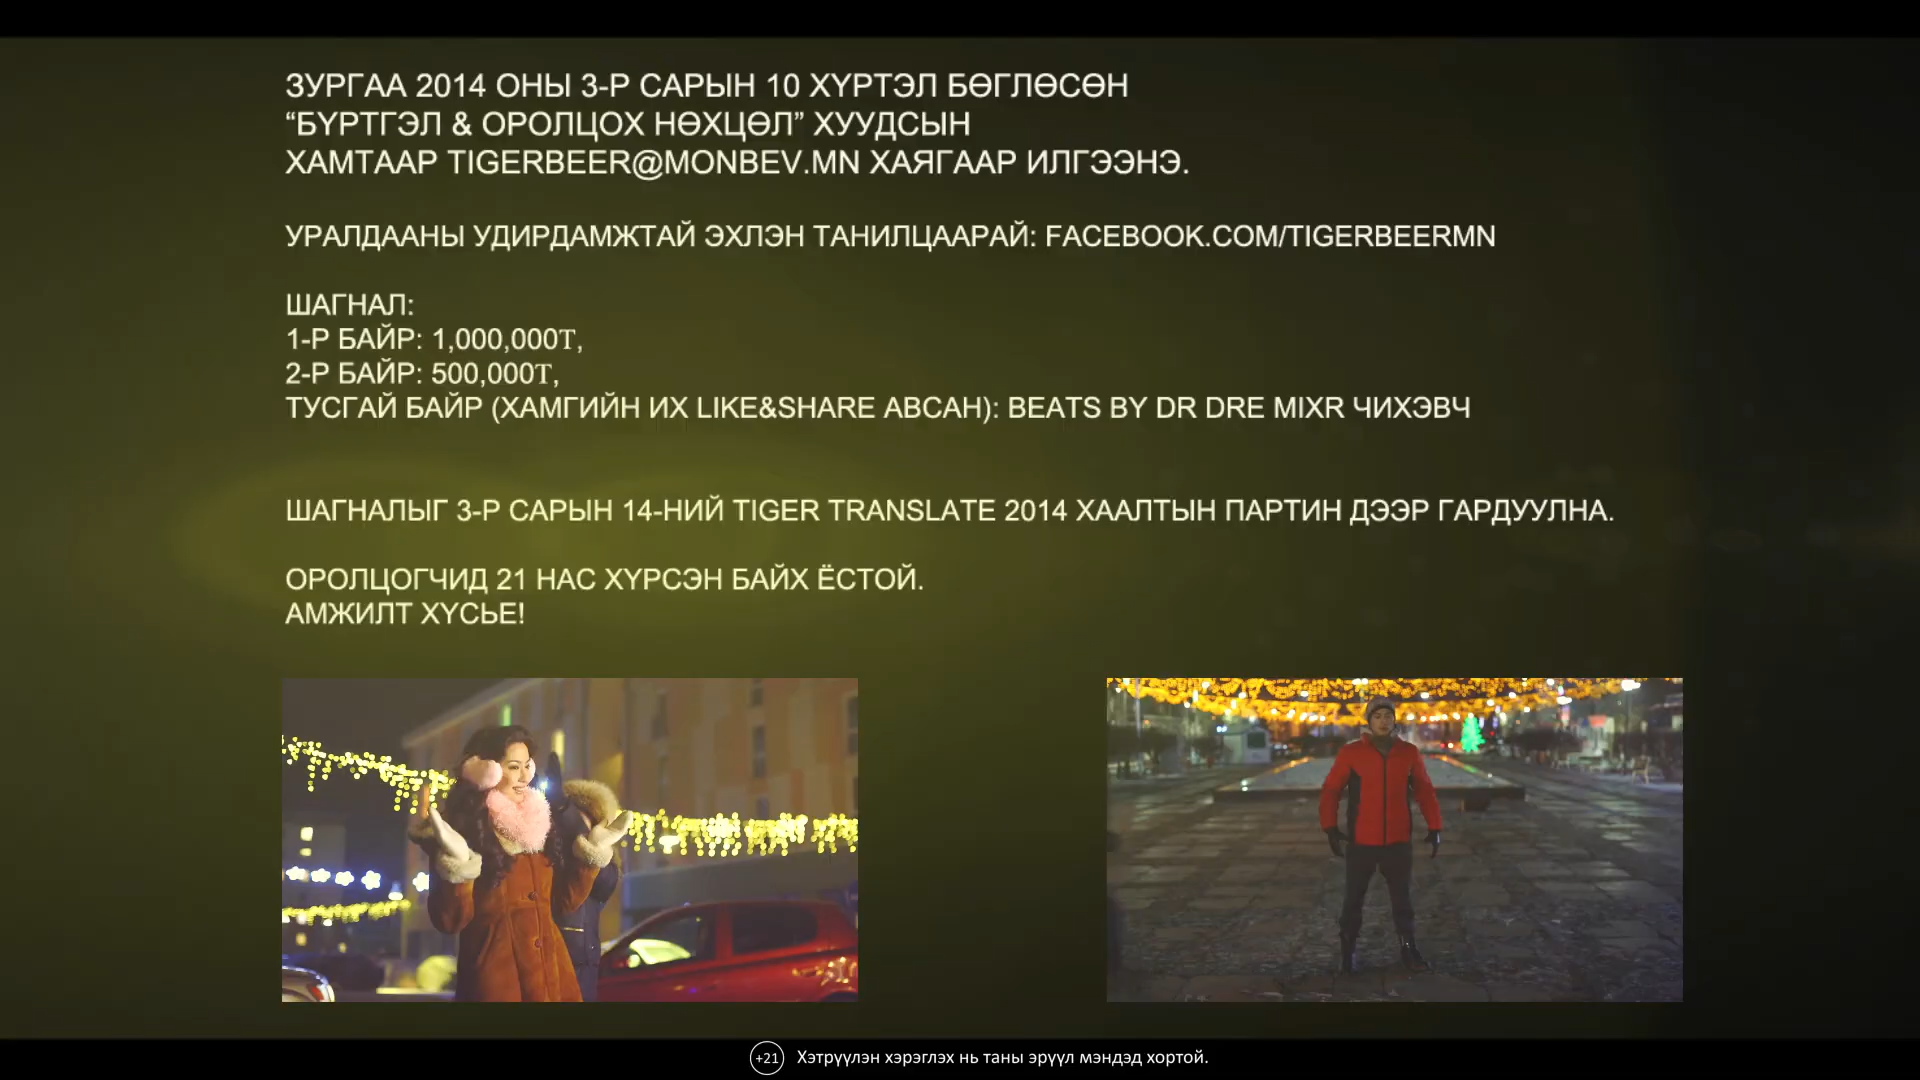 ЗУРГАА 2014 ОНЫ 3-Р САРЫН 10 ХҮРТЭЛ БӨГЛӨСӨН
“БҮРТГЭЛ & ОРОЛЦОХ НӨХЦӨЛ” ХУУДСЫН
ХАМТААР TIGERBEER@MONBEV.MN ХАЯГААР ИЛГЭЭНЭ.
УРАЛДААНЫ УДИРДАМЖТАЙ ЭХЛЭН ТАНИЛЦААРАЙ: FACEBOOK.COM/TIGERBEERMN
ШАГНАЛ:
1-Р БАЙР: 1,000,000Т,
2-Р БАЙР: 500,000Т,
ТУСГАЙ БАЙР (ХАМГИЙН ИХ LIKE&SHARE АВСАН): BEATS BY DR DRE MIXR ЧИХЭВЧ
ШАГНАЛЫГ 3-Р САРЫН 14-НИЙ TIGER TRANSLATE 2014 ХААЛТЫН ПАРТИН ДЭЭР ГАРДУУЛНА.
ОРОЛЦОГЧИД 21 НАС ХҮРСЭН БАЙХ ЁСТОЙ.
АМЖИЛТ ХҮСЬЕ!
+21 Хэтрүүлэн хэрэглэх нь таны эрүүл мэндэд хортой.